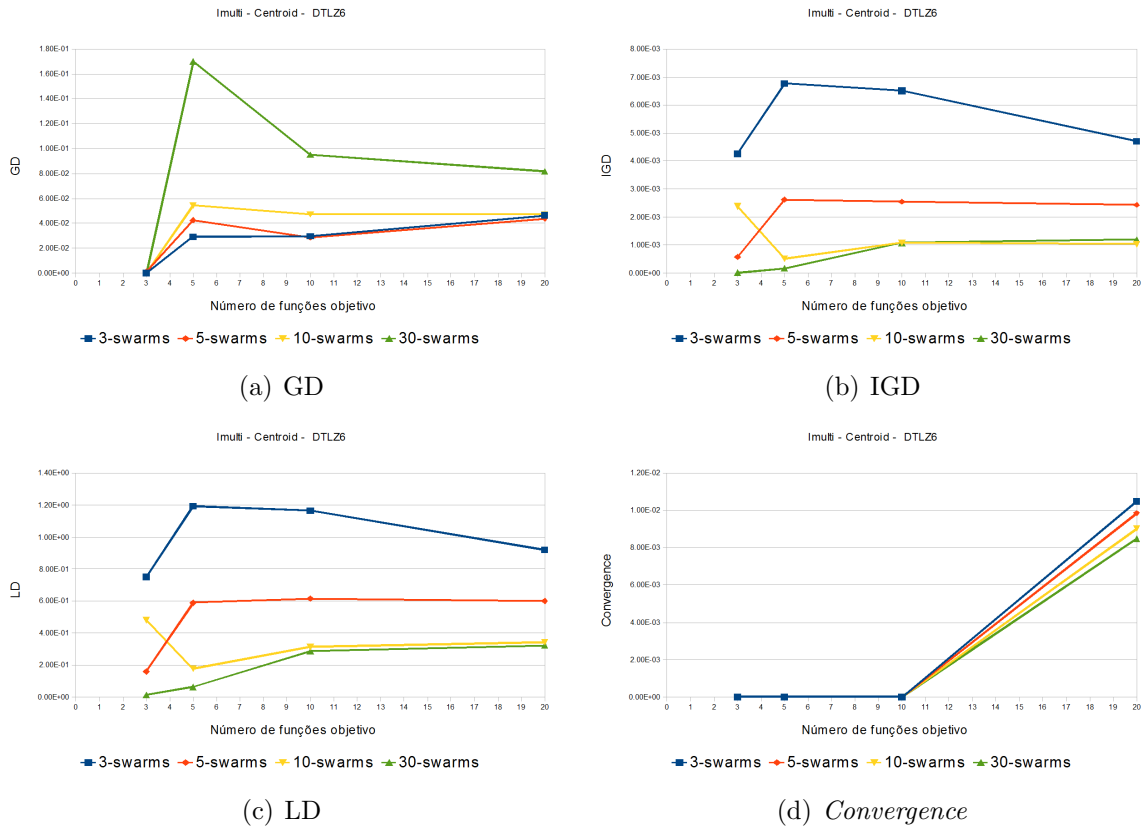 Imulti - Centroid - DTLZ6
1.80E-01
1.60E-01
1.40E-01
1.20E-01
1.00E-01
8.00E-02
6.00E-02
4.00E-02
2.00E-02
0.00E+00
GD
0 1 2 3 4 5 6 7 8 9 10 11 12 13 14 15 16 17 18 19 20
Número de funções objetivo
3-swarms 5-swarms 10-swarms 30-swarms
(a) GD
Imulti - Centroid - DTLZ6
8.00E-03
7.00E-03
6.00E-03
5.00E-03
4.00E-03
3.00E-03
2.00E-03
1.00E-03
0.00E+00
IGD
0 1 2 3 4 5 6 7 8 9 10 11 12 13 14 15 16 17 18 19 20
Número de funções objetivo
3-swarms 5-swarms 10-swarms 30-swarms
(b) IGD
Imulti - Centroid - DTLZ6
1.40E+00
1.20E+00
1.00E+00
8.00E-01
6.00E-01
4.00E-01
2.00E-01
0.00E+00
LD
0 1 2 3 4 5 6 7 8 9 10 11 12 13 14 15 16 17 18 19 20
Número de funções objetivo
3-swarms 5-swarms 10-swarms 30-swarms
(c) LD
Imulti - Centroid - DTLZ6
1.20E-02
1.00E-02
8.00E-03
6.00E-03
4.00E-03
2.00E-03
0.00E+00
Convergence
0 1 2 3 4 5 6 7 8 9 10 11 12 13 14 15 16 17 18 19 20
Número de funções objetivo
3-swarms 5-swarms 10-swarms 30-swarms
(d) Convergence